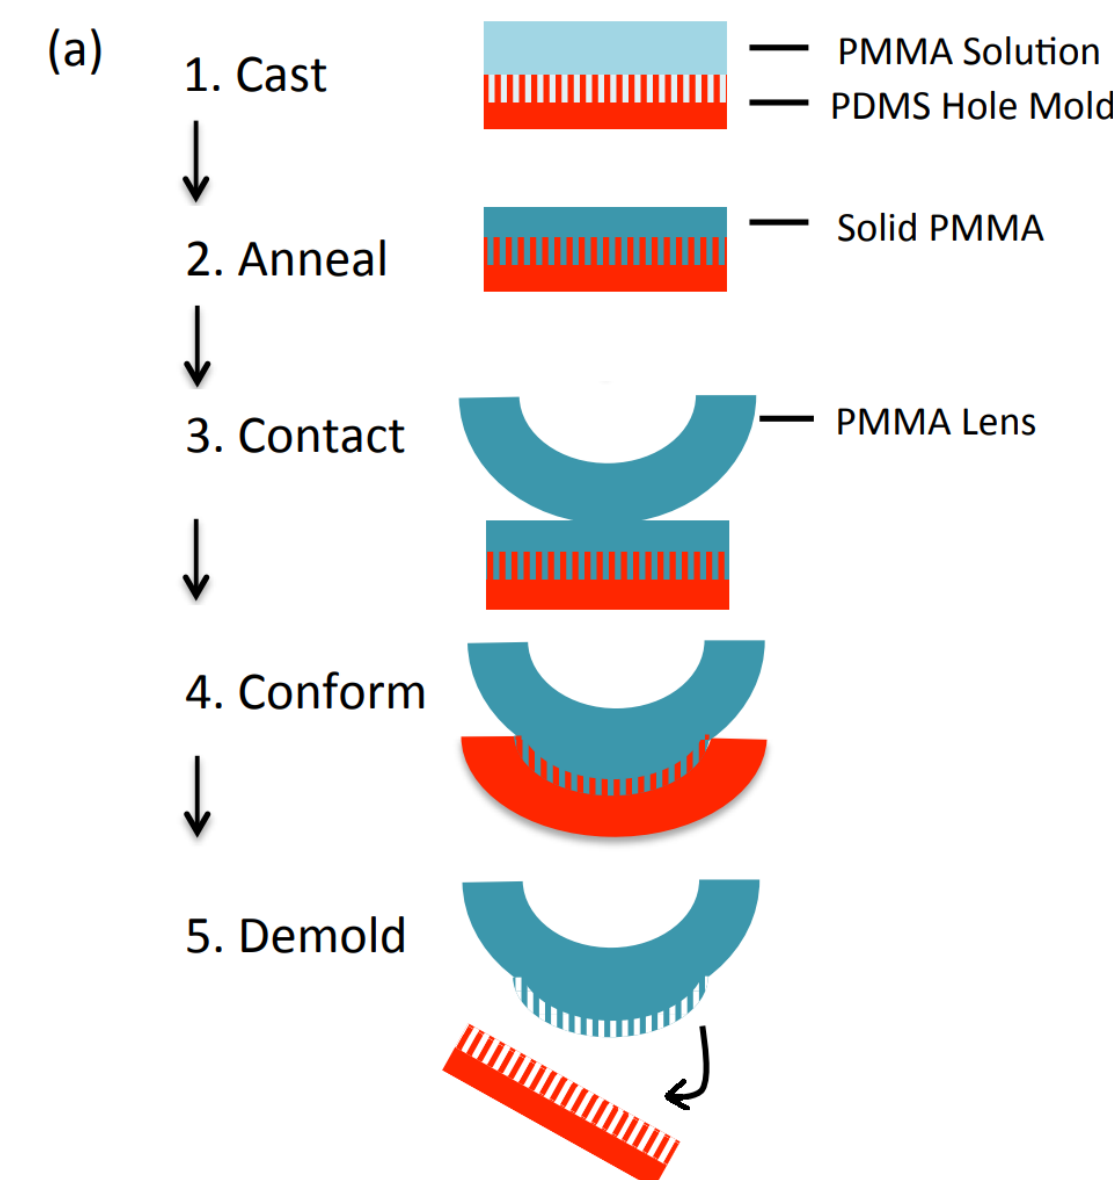 (a)
1. Cast
PMMA Solution
PDMS Hole Mold
2. Anneal
Solid PMMA
3. Contact
PMMA Lens
4. Conform
5. Demold